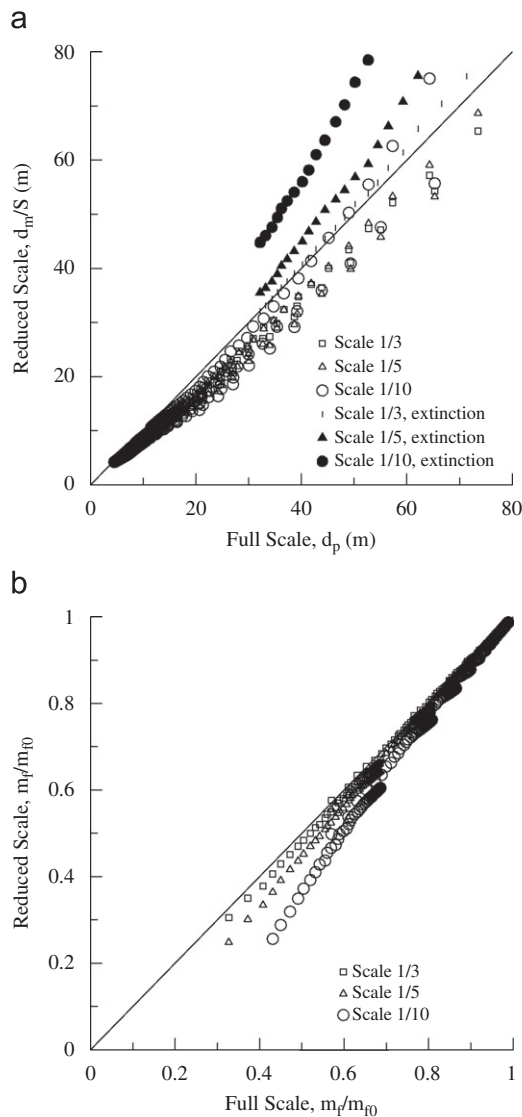 a
80
60
40
20
0
Reduced Scale, d_m/S (m)
Scale 1/3
Scale 1/5
Scale 1/10
Scale 1/3, extinction
Scale 1/5, extinction
Scale 1/10, extinction
0 20 40 60 80
Full Scale, d_p (m)
b
1
0.8
0.6
0.4
0.2
0
Reduced Scale, m_f/m_f0
Scale 1/3
Scale 1/5
Scale 1/10
0 0.2 0.4 0.6 0.8 1
Full Scale, m_f/m_f0